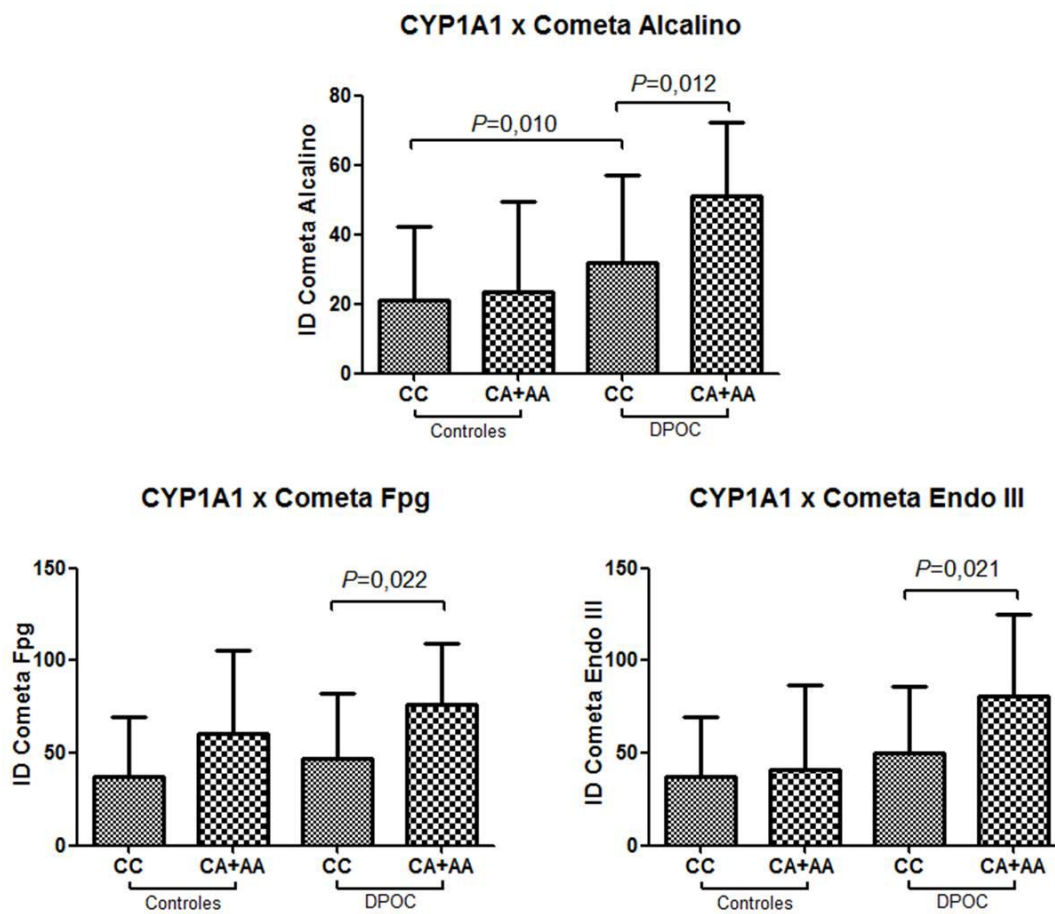 CYP1A1 x Cometa Alcalino
P=0,012
P=0,010
ID Cometa Alcalino
80
60
40
20
0
CC CA+AA CC CA+AA
Controles DPOC
CYP1A1 x Cometa Fpg
P=0,022
ID Cometa Fpg
150
100
50
0
CC CA+AA CC CA+AA
Controles DPOC
CYP1A1 x Cometa Endo III
P=0,021
ID Cometa Endo III
150
100
50
0
CC CA+AA CC CA+AA
Controles DPOC